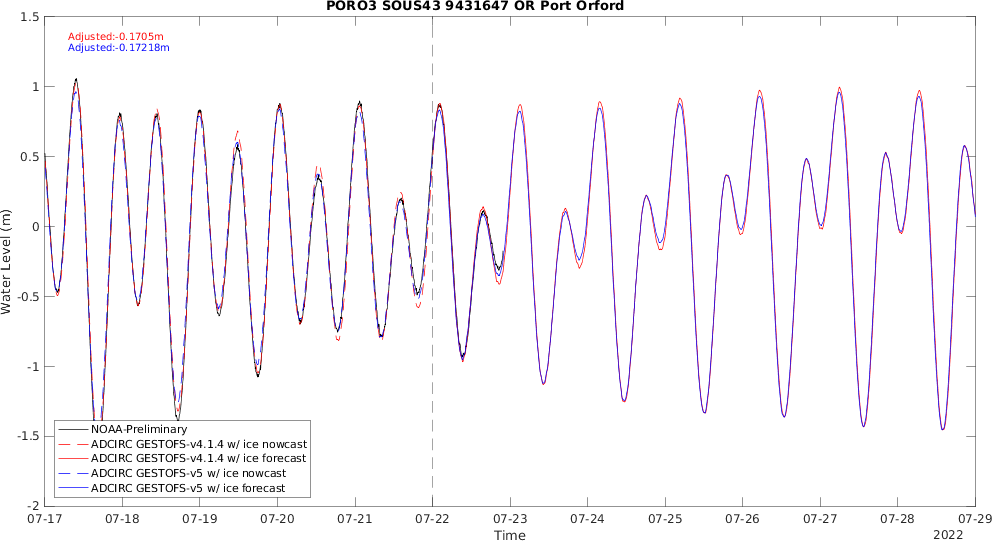 PORO3 SOUS43 9431647 OR Port Orford
Adjusted:-0.1705m
Adjusted:-0.17218m
1.5
1
0.5
0
-0.5
-1
-1.5
-2
Water Level (m)
NOAA-Preliminary
ADCIRC GESTOFS-v4.1.4 w/ ice nowcast
ADCIRC GESTOFS-v4.1.4 w/ ice forecast
ADCIRC GESTOFS-v5 w/ ice nowcast
ADCIRC GESTOFS-v5 w/ ice forecast
07-17 07-18 07-19 07-20 07-21 07-22 07-23 07-24 07-25 07-26 07-27 07-28 07-29
Time
2022